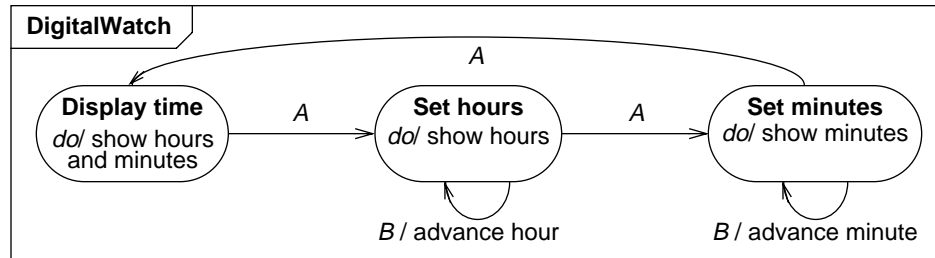 DigitalWatch
A
Display time
do/ show hours
and minutes
A
Set hours
do/ show hours
A
Set minutes
do/ show minutes
B / advance hour
B / advance minute